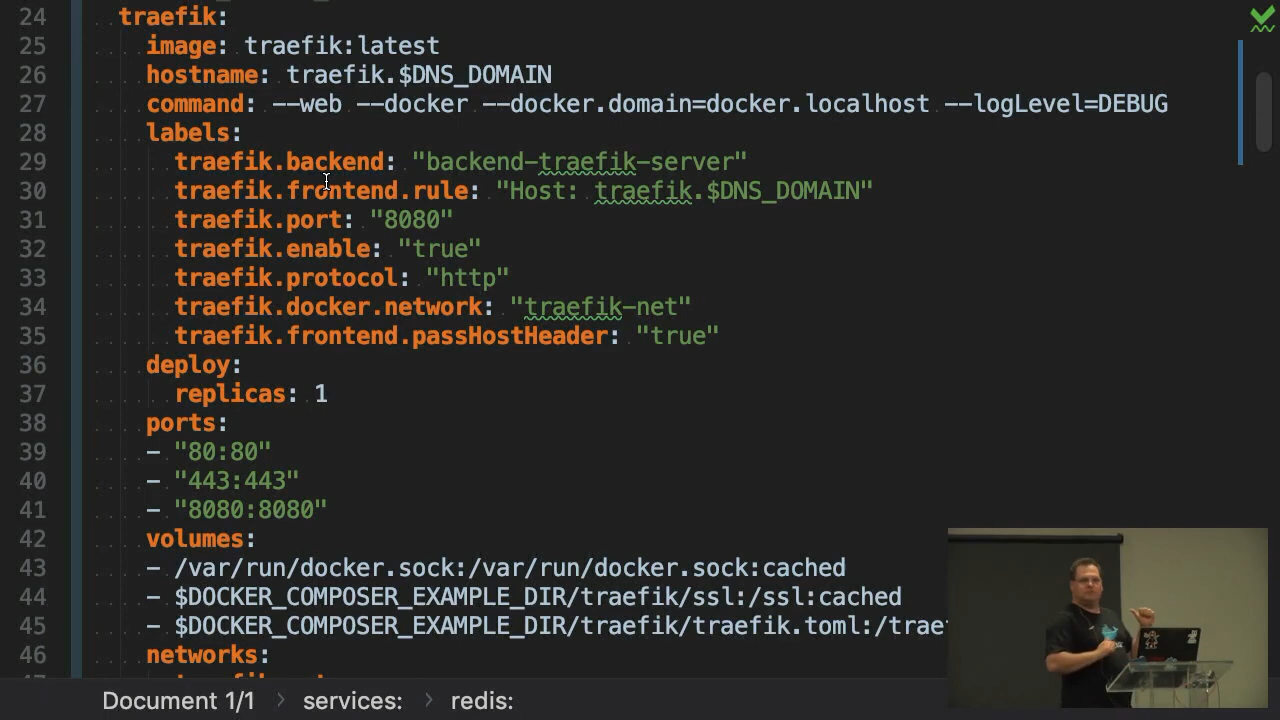 24 traefik:
25 image: traefik:latest
26 hostname: traefik.$DNS_DOMAIN
27 command: --web --docker --docker.domain=docker.localhost --logLevel=DEBUG
28 labels:
29 traefik.backend: "backend-traefik-server"
30 traefik.frontend.rule: "Host: traefik.$DNS_DOMAIN"
31 traefik.port: "8080"
32 traefik.enable: "true"
33 traefik.protocol: "http"
34 traefik.docker.network: "traefik-net"
35 traefik.frontend.passHostHeader: "true"
36 deploy:
37 replicas: 1
38 ports:
39 - "80:80"
40 - "443:443"
41 - "8080:8080"
42 volumes:
43 - /var/run/docker.sock:/var/run/docker.sock:cached
44 - $DOCKER_COMPOSER_EXAMPLE_DIR/traefik/ssl:/ssl:cached
45 - $DOCKER_COMPOSER_EXAMPLE_DIR/traefik/traefik.toml:/trae
46 networks:
Document 1/1 > services: > redis: